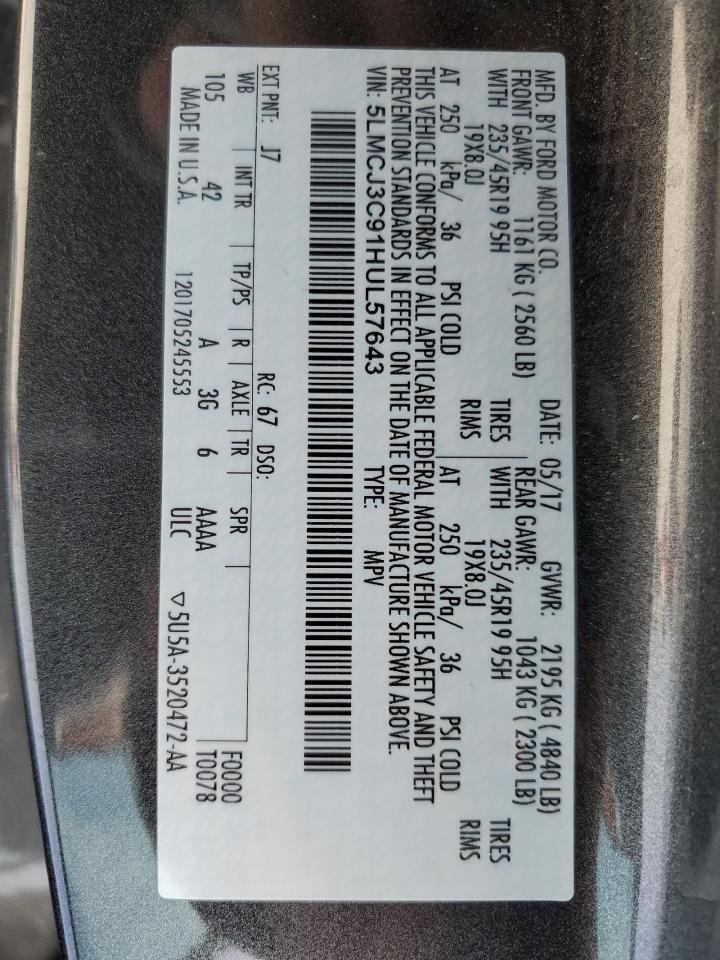 MFD. BY FORD MOTOR CO. DATE: 05/17 GVWR: 2195 KG ( 4840 LB)
FRONT GAWR: 1161 KG ( 2560 LB) REAR GAWR: 1043 KG ( 2300 LB)
WITH 235/45R19 95H TIRES WITH 235/45R19 95H TIRES
19X8.0J RIMS 19X8.0J RIMS
AT 250 kPa/ 36 PSI COLD AT 250 kPa/ 36 PSI COLD
THIS VEHICLE CONFORMS TO ALL APPLICABLE FEDERAL MOTOR VEHICLE SAFETY AND THEFT
PREVENTION STANDARDS IN EFFECT ON THE DATE OF MANUFACTURE SHOWN ABOVE.
VIN: 5LMCJ3C91HUL57643 TYPE: MPV
EXT PNT: J7 RC: 67 DSO:
WB INT TR TP/PS R AXLE TR SPR F0000
105 42 A 3G 6 AAAA T0078
MADE IN U.S.A. 1201705245553 ULC ▽5U5A-3520472-AA